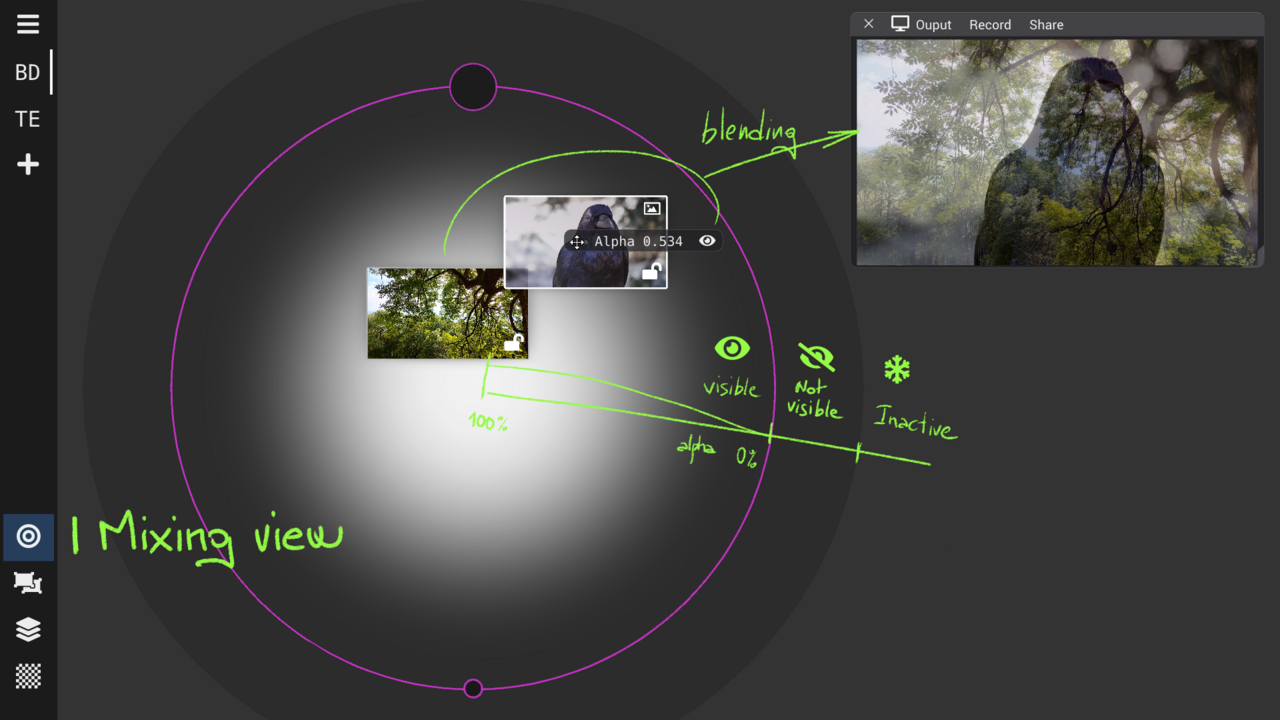 BD
TE
Ouput Record Share
blending
Alpha 0.534
visible
Not
visible
Inactive
100%
alpha 0%
1 Mixing view